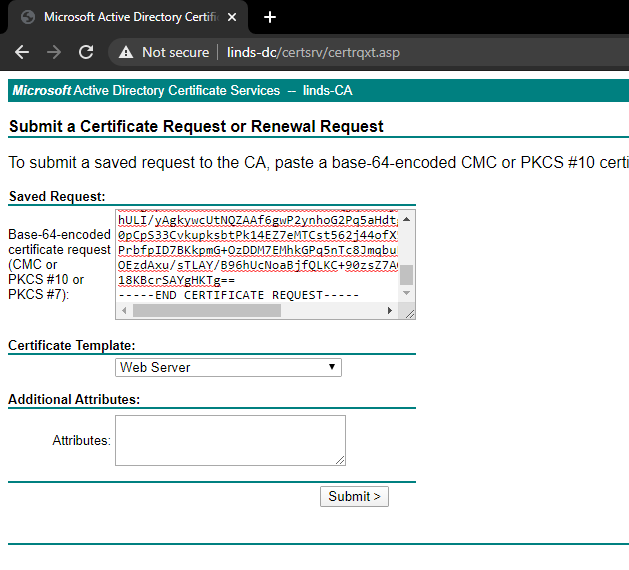 Microsoft Active Directory Certifi
Not secure | linds-dc/certsrv/certrqxt.asp
Microsoft Active Directory Certificate Services -- linds-CA
Submit a Certificate Request or Renewal Request
To submit a saved request to the CA, paste a base-64-encoded CMC or PKCS #10 certi
Saved Request:
Base-64-encoded
certificate request
(CMC or
PKCS #10 or
PKCS #7):
hULI/yAgkywcUtNQZAAf6gwP2ynhoG2Pq5aHdt
0pCpS33CvkupksbtPk14EZ7eMTCst562j44ofX
PrbfpID7BKkpmG+OzDDM7EMhkGPq5nTc8Jmqbu
OEzdAxu/sTLAY/B96hUcNoaBjfQLKC+90zsZ7A
18KBcrSAYgHKTg==
-----END CERTIFICATE REQUEST-----
Certificate Template:
Web Server
Additional Attributes:
Attributes:
Submit >